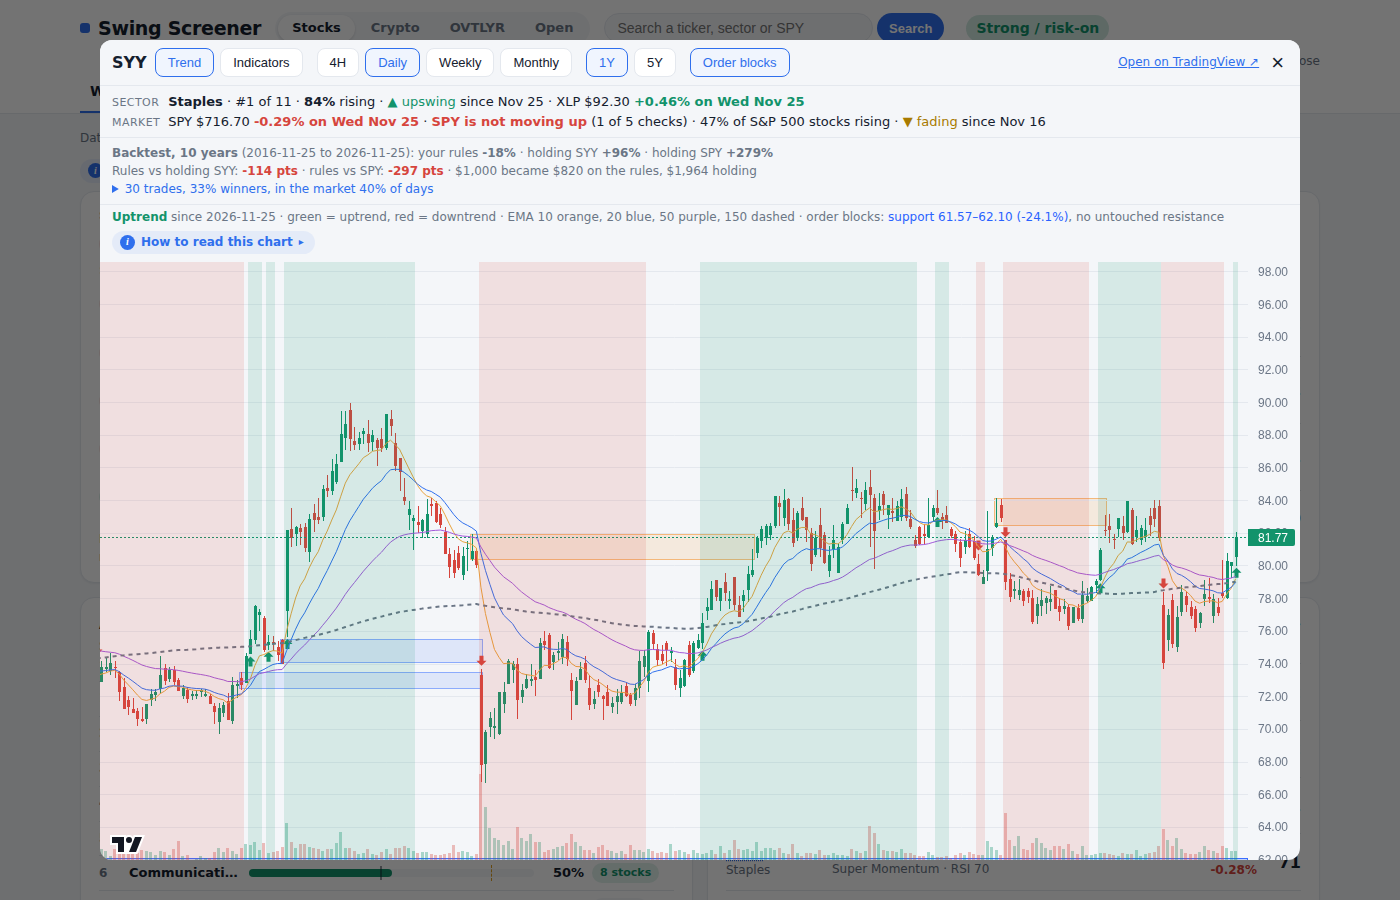 Swing Screener Stocks Crypto OVTLYR Open Search a ticker, sector or SPY Search Strong / risk-on
SYY Trend Indicators 4H Daily Weekly Monthly 1Y 5Y Order blocks Open on TradingView ↗ ×
SECTOR Staples · #1 of 11 · 84% rising · ▲ upswing since Nov 25 · XLP $92.30 +0.46% on Wed Nov 25
MARKET SPY $716.70 -0.29% on Wed Nov 25 · SPY is not moving up (1 of 5 checks) · 47% of S&P 500 stocks rising · ▼ fading since Nov 16
Backtest, 10 years (2016-11-25 to 2026-11-25): your rules -18% · holding SYY +96% · holding SPY +279%
Rules vs holding SYY: -114 pts · rules vs SPY: -297 pts · $1,000 became $820 on the rules, $1,964 holding
▶ 30 trades, 33% winners, in the market 40% of days
Uptrend since 2026-11-25 · green = uptrend, red = downtrend · EMA 10 orange, 20 blue, 50 purple, 150 dashed · order blocks: support 61.57–62.10 (-24.1%), no untouched resistance
i How to read this chart ▸
98.00
96.00
94.00
92.00
90.00
88.00
86.00
84.00
81.77
80.00
78.00
76.00
74.00
72.00
70.00
68.00
66.00
64.00
62.00
6 Communicati… 50% 8 stocks
Staples Super Momentum · RSI 70 -0.28% 71